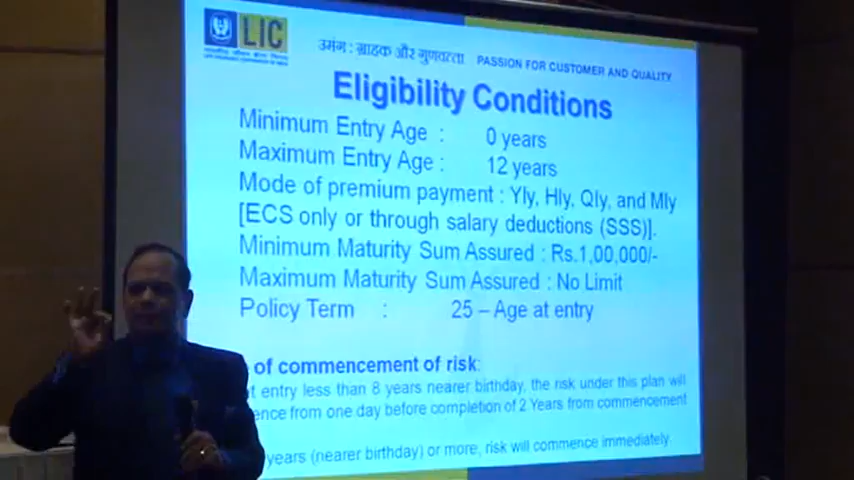 LIC
उमंग : ग्राहक और गुणवत्ता PASSION FOR CUSTOMER AND QUALITY
Eligibility Conditions
Minimum Entry Age : 0 years
Maximum Entry Age : 12 years
Mode of premium payment : Yly, Hly, Qly, and Mly
[ECS only or through salary deductions (SSS)].
Minimum Maturity Sum Assured : Rs.1,00,000/-
Maximum Maturity Sum Assured : No Limit
Policy Term : 25 – Age at entry
of commencement of risk:
entry less than 8 years nearer birthday, the risk under this plan will
ence from one day before completion of 2 Years from commencement
years (nearer birthday) or more, risk will commence immediately.